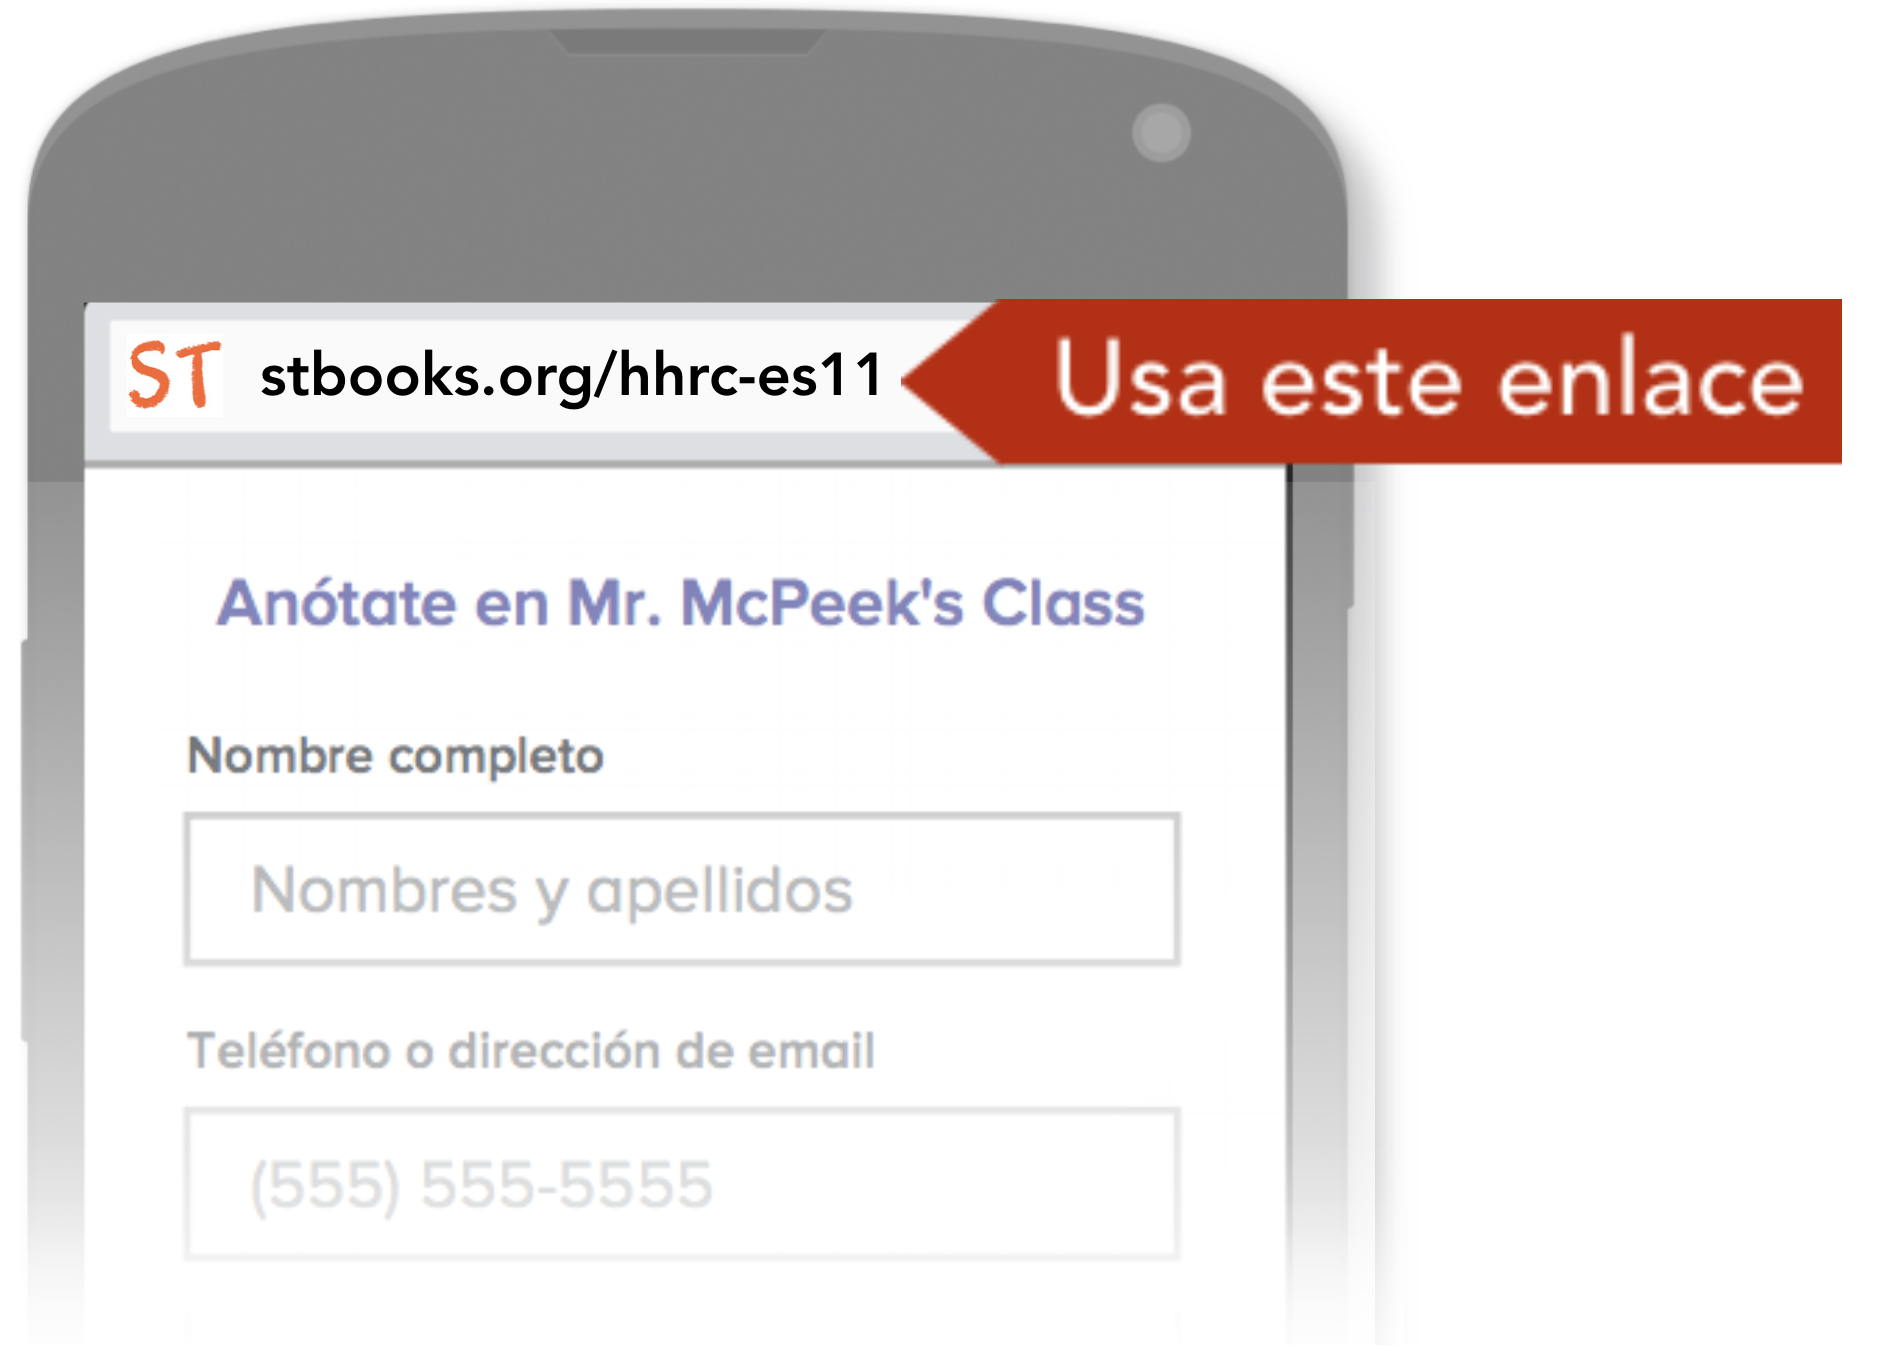 ST stbooks.org/hhrc-es11
Usa este enlace
Anótate en Mr. McPeek's Class
Nombre completo
Nombres y apellidos
Teléfono o dirección de email
(555) 555-5555